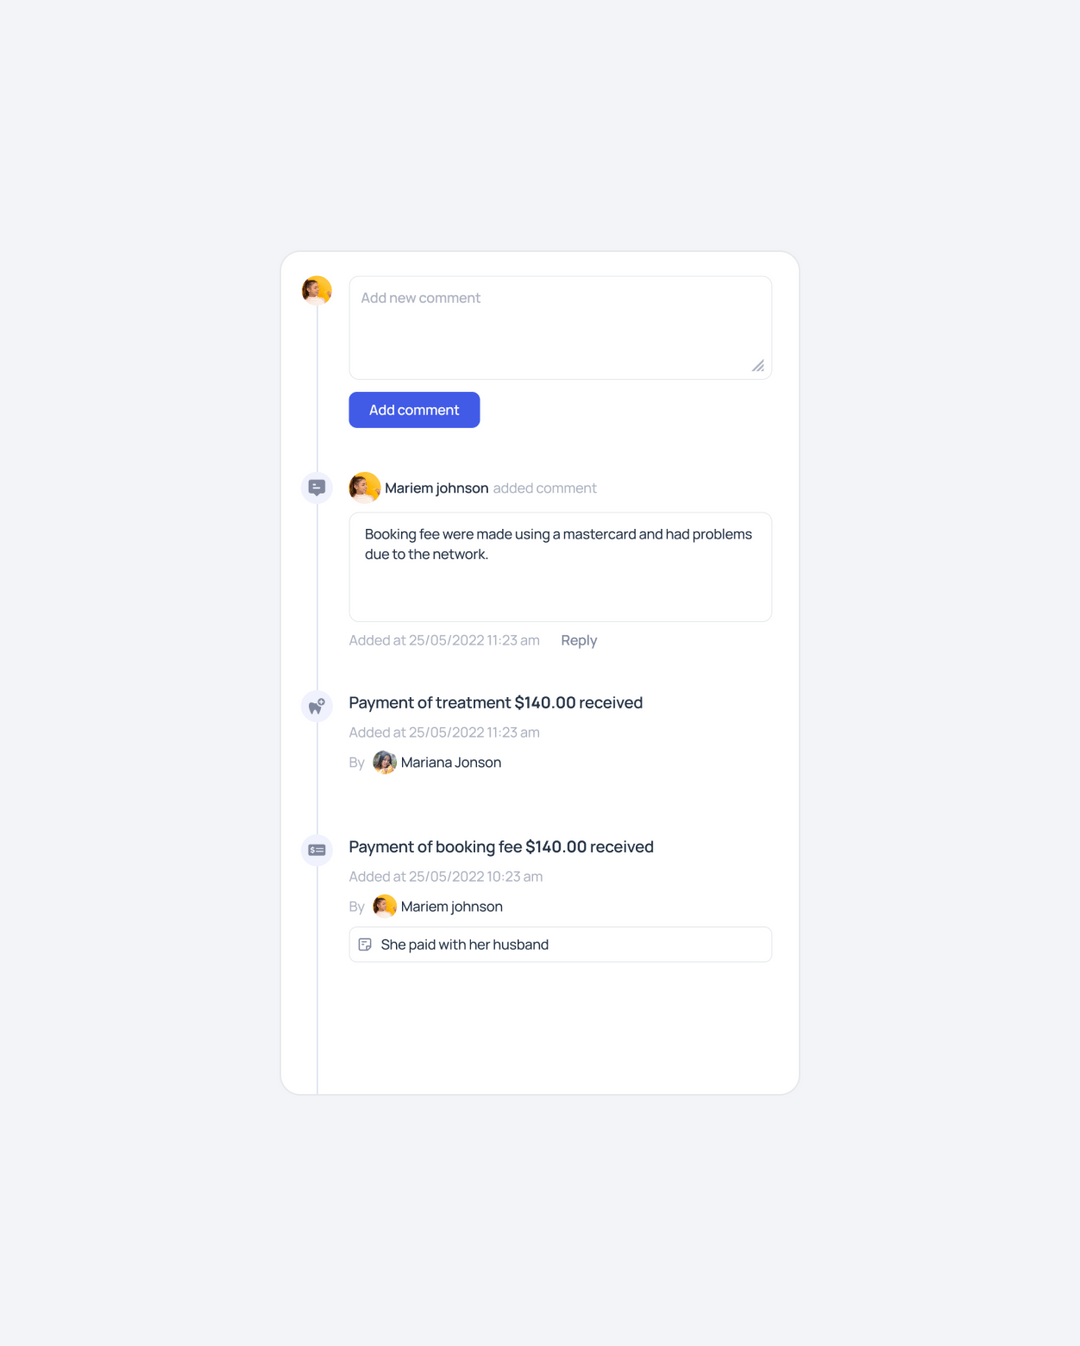 Add new comment
Add comment
Mariem johnson added comment
Booking fee were made using a mastercard and had problems
due to the network.
Added at 25/05/2022 11:23 am Reply
Payment of treatment $140.00 received
Added at 25/05/2022 11:23 am
By Mariana Jonson
Payment of booking fee $140.00 received
Added at 25/05/2022 10:23 am
By Mariem johnson
She paid with her husband